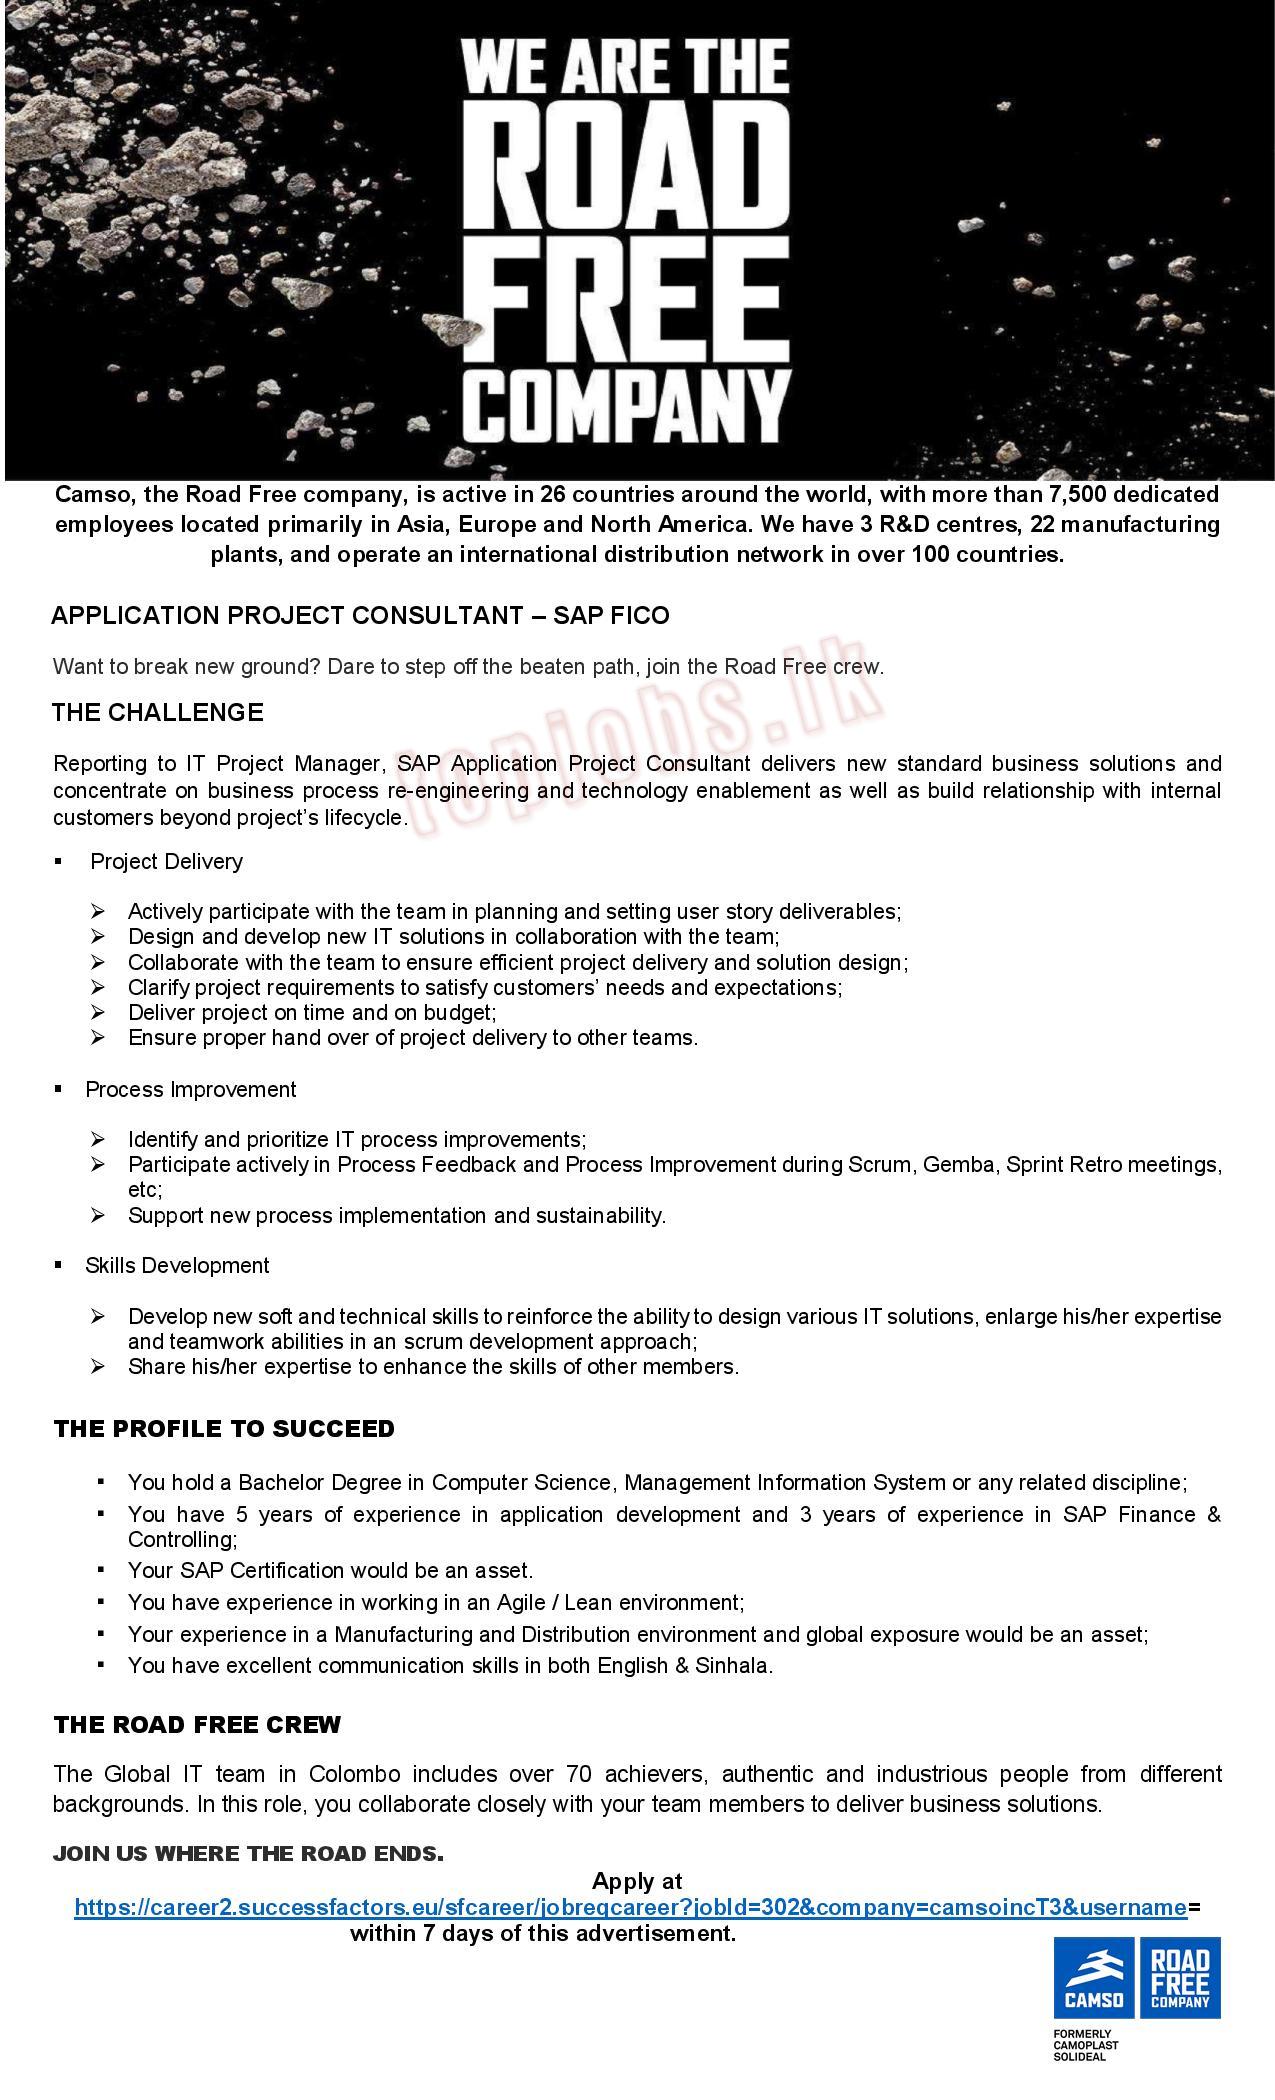 WE ARE THE
ROAD
FREE
COMPANY
Camso, the Road Free company, is active in 26 countries around the world, with more than 7,500 dedicated
employees located primarily in Asia, Europe and North America. We have 3 R&D centres, 22 manufacturing
plants, and operate an international distribution network in over 100 countries.
APPLICATION PROJECT CONSULTANT – SAP FICO
Want to break new ground? Dare to step off the beaten path, join the Road Free crew.
topjobs.lk
THE CHALLENGE
Reporting to IT Project Manager, SAP Application Project Consultant delivers new standard business solutions and
concentrate on business process re-engineering and technology enablement as well as build relationship with internal
customers beyond project's lifecycle.
▪ Project Delivery
➢ Actively participate with the team in planning and setting user story deliverables;
➢ Design and develop new IT solutions in collaboration with the team;
➢ Collaborate with the team to ensure efficient project delivery and solution design;
➢ Clarify project requirements to satisfy customers' needs and expectations;
➢ Deliver project on time and on budget;
➢ Ensure proper hand over of project delivery to other teams.
▪ Process Improvement
➢ Identify and prioritize IT process improvements;
➢ Participate actively in Process Feedback and Process Improvement during Scrum, Gemba, Sprint Retro meetings,
etc;
➢ Support new process implementation and sustainability.
▪ Skills Development
➢ Develop new soft and technical skills to reinforce the ability to design various IT solutions, enlarge his/her expertise
and teamwork abilities in an scrum development approach;
➢ Share his/her expertise to enhance the skills of other members.
THE PROFILE TO SUCCEED
▪ You hold a Bachelor Degree in Computer Science, Management Information System or any related discipline;
▪ You have 5 years of experience in application development and 3 years of experience in SAP Finance &
Controlling;
▪ Your SAP Certification would be an asset.
▪ You have experience in working in an Agile / Lean environment;
▪ Your experience in a Manufacturing and Distribution environment and global exposure would be an asset;
▪ You have excellent communication skills in both English & Sinhala.
THE ROAD FREE CREW
The Global IT team in Colombo includes over 70 achievers, authentic and industrious people from different
backgrounds. In this role, you collaborate closely with your team members to deliver business solutions.
JOIN US WHERE THE ROAD ENDS.
Apply at
https://career2.successfactors.eu/sfcareer/jobreqcareer?jobId=302&company=camsoincT3&username=
within 7 days of this advertisement.
CAMSO
ROAD
FREE
COMPANY
FORMERLY
CAMOPLAST
SOLIDEAL